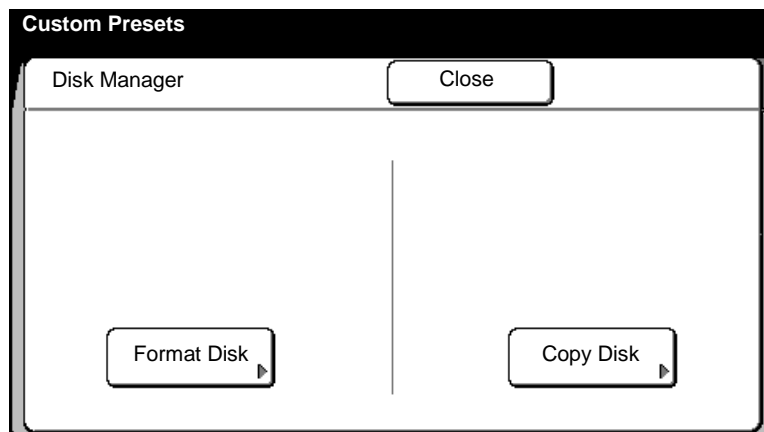 Custom Presets
Disk Manager
Close
Format Disk
Copy Disk